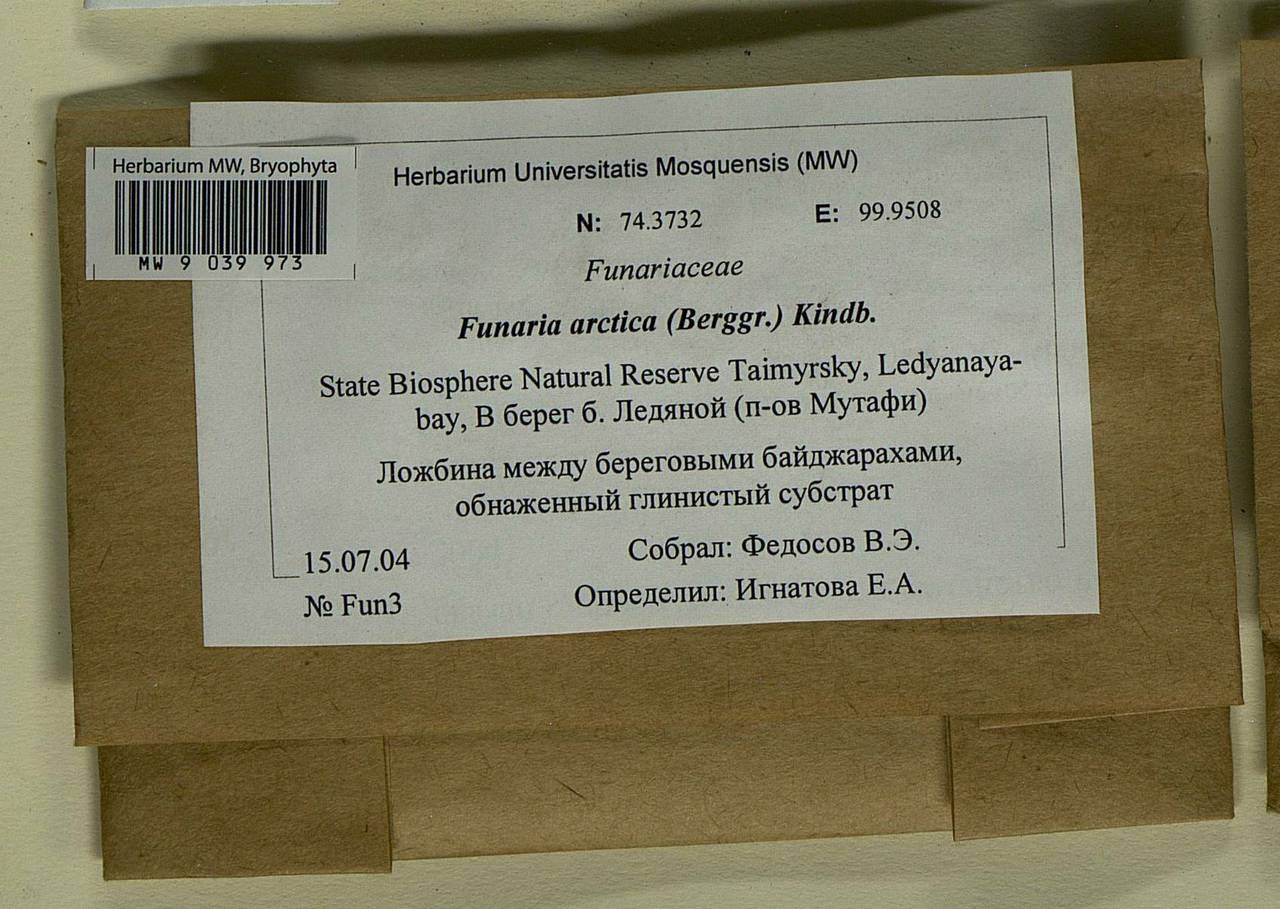 Herbarium MW, Bryophyta
MW 9 039 973
Herbarium Universitatis Mosquensis (MW)
N: 74.3732 E: 99.9508
Funariaceae
Funaria arctica (Berggr.) Kindb.
State Biosphere Natural Reserve Taimyrsky, Ledyanaya-
bay, В берег б. Ледяной (п-ов Мутафи)
Ложбина между береговыми байджарахами,
обнаженный глинистый субстрат
15.07.04 Собрал: Федосов В.Э.
№ Fun3 Определил: Игнатова Е.А.